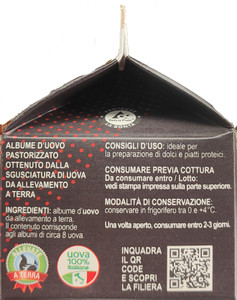 ALBUME D'UOVO
PASTORIZZATO
OTTENUTO DALLA
SGUSCIATURA DI UOVA
DA ALLEVAMENTO
A TERRA
INGREDIENTI: albume d'uovo
da allevamento a terra.
Il contenuto corrisponde
agli albumi di circa 8 uova
CONSIGLI D'USO: ideale per
la preparazione di dolci e piatti proteici.
CONSUMARE PREVIA COTTURA
Da consumare entro / Lotto:
vedi stampa impressa sulla parte superiore.
MODALITÀ DI CONSERVAZIONE:
conservare in frigorifero tra 0 e +4°C.
Una volta aperto, consumare entro 2-3 giorni.
A TERRA
uova
100%
italiane
INQUADRA
IL QR
CODE
E SCOPRI
LA FILIERA